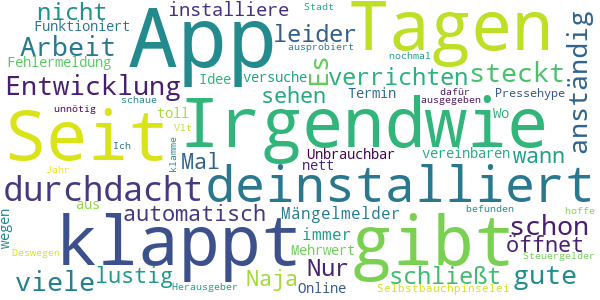 nicht installiere Stadt
Funktioniert App leider ausprobiert Tagen
Arbeit nochmal
Fehlermeldung Idee versuche verrichten steckt anständig
Entwicklung Es sehen Termin Pressehype
unnötig schaue toll dafür ausgegeben Wo
Seit Ich Vlt Irgendwie
klamme Mal Unbrauchbar vereinbaren wann
Jahr nett
durchdacht deinstalliert
wegen aus automatisch Mängelmelder befunden hoffe
Deswegen klappt immer gibt schon
Mehrwert öffnet
viele lustig Naja Nur schließt gute Steuergelder
Herausgeber Online Selbstbauchpinselei